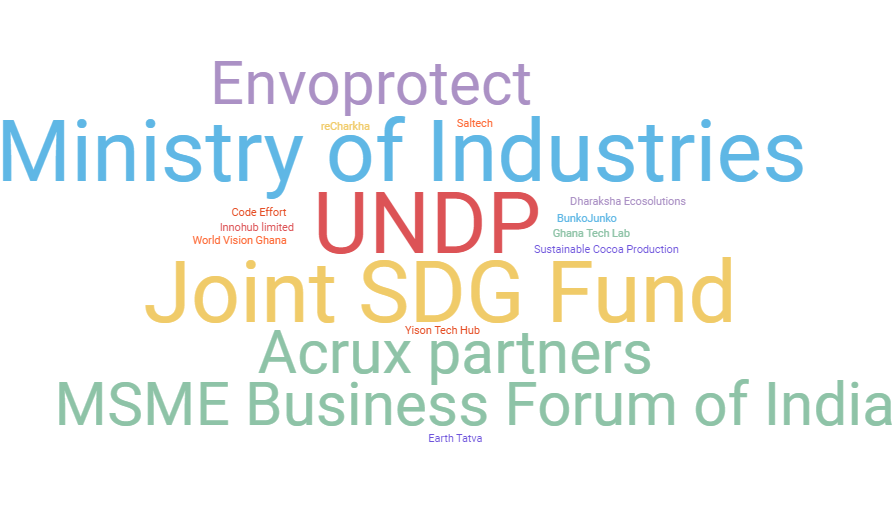 Envoprotect
reCharkha
Saltech
Ministry of Industries
UNDP
Dharaksha Ecosolutions
Code Effort
BunkoJunko
Innohub limited
Ghana Tech Lab
World Vision Ghana
Sustainable Cocoa Production
Joint SDG Fund
Yison Tech Hub
Acrux partners
MSME Business Forum of India
Earth Tatva